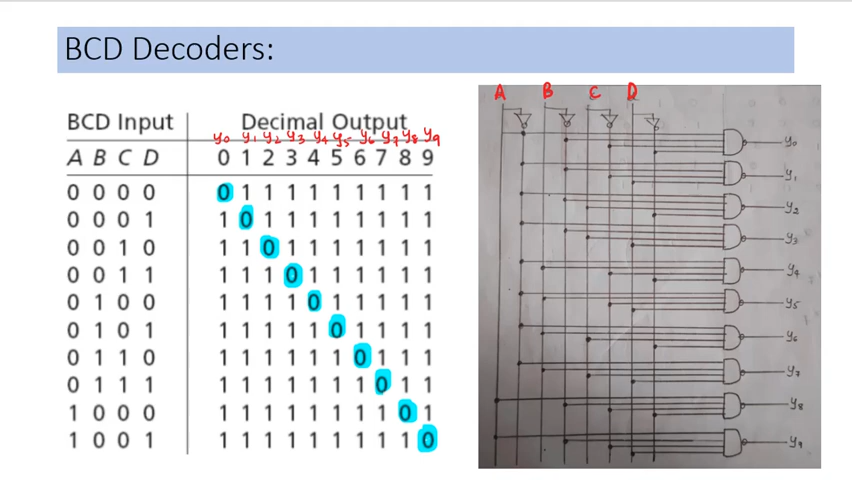 BCD Decoders:
BCD Input Decimal Output
y0 y1 y2 y3 y4 y5 y6 y7 y8 y9
A B C D 0 1 2 3 4 5 6 7 8 9
0 0 0 0 0 1 1 1 1 1 1 1 1 1
0 0 0 1 1 0 1 1 1 1 1 1 1 1
0 0 1 0 1 1 0 1 1 1 1 1 1 1
0 0 1 1 1 1 1 0 1 1 1 1 1 1
0 1 0 0 1 1 1 1 0 1 1 1 1 1
0 1 0 1 1 1 1 1 1 0 1 1 1 1
0 1 1 0 1 1 1 1 1 1 0 1 1 1
0 1 1 1 1 1 1 1 1 1 1 0 1 1
1 0 0 0 1 1 1 1 1 1 1 1 0 1
1 0 0 1 1 1 1 1 1 1 1 1 1 0
A B C D
y0
y1
y2
y3
y4
y5
y6
y7
y8
y9